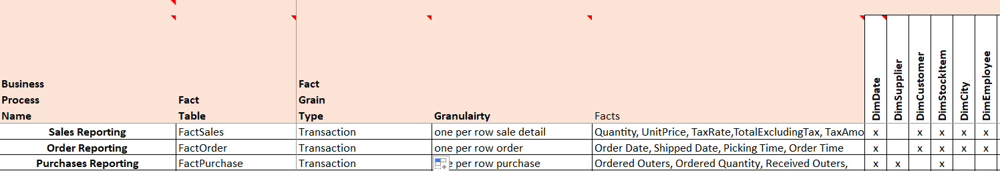 Business Process Name	Fact Table	Fact Grain Type	Granulairty	Facts	DimDate	DimSupplier	DimCustomer	DimStockItem	DimCity	DimEmployee
Sales Reporting	FactSales	Transaction	one per row sale detail	Quantity, UnitPrice, TaxRate,TotalExcludingTax, TaxAmo	x		x	x	x	x
Order Reporting	FactOrder	Transaction	one per row order	Order Date, Shipped Date, Picking Time, Order Time	x		x	x	x	x
Purchases Reporting	FactPurchase	Transaction	e per row purchase	Ordered Outers, Ordered Quantity, Received Outers,	x	x		x